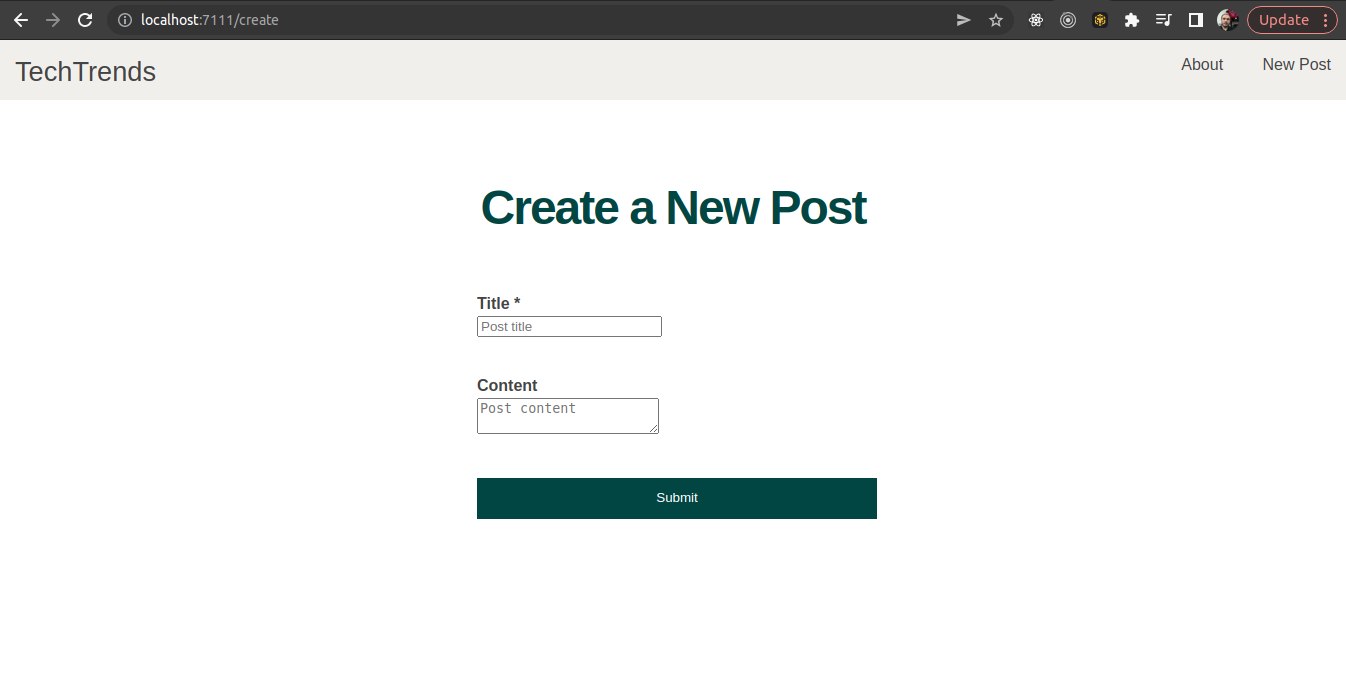 localhost:7111/create
Update
TechTrends
About
New Post
Create a New Post
Title *
Post title
Content
Post content
Submit